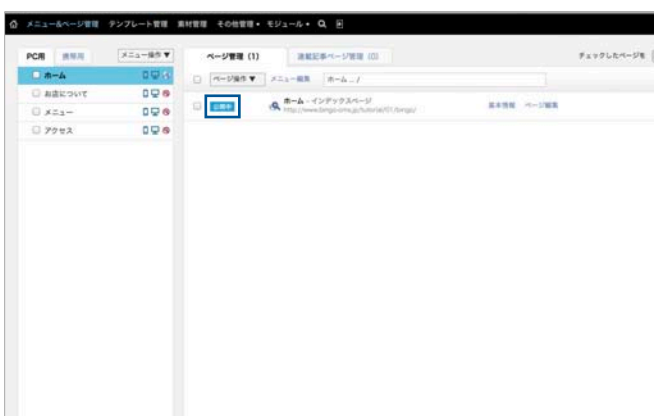 メニュー&ページ管理 テンプレート管理 素材管理 その他管理 モジュール
PC用 携帯用 メニュー操作▼
ホーム
お店について
メニュー
アクセス
ページ管理 (1) 連載記事ページ管理 (0) チェックしたページを
ページ操作▼ メニュー編集 ホーム .. /
公開中 ホーム - インデックスページ 基本情報 ページ編集